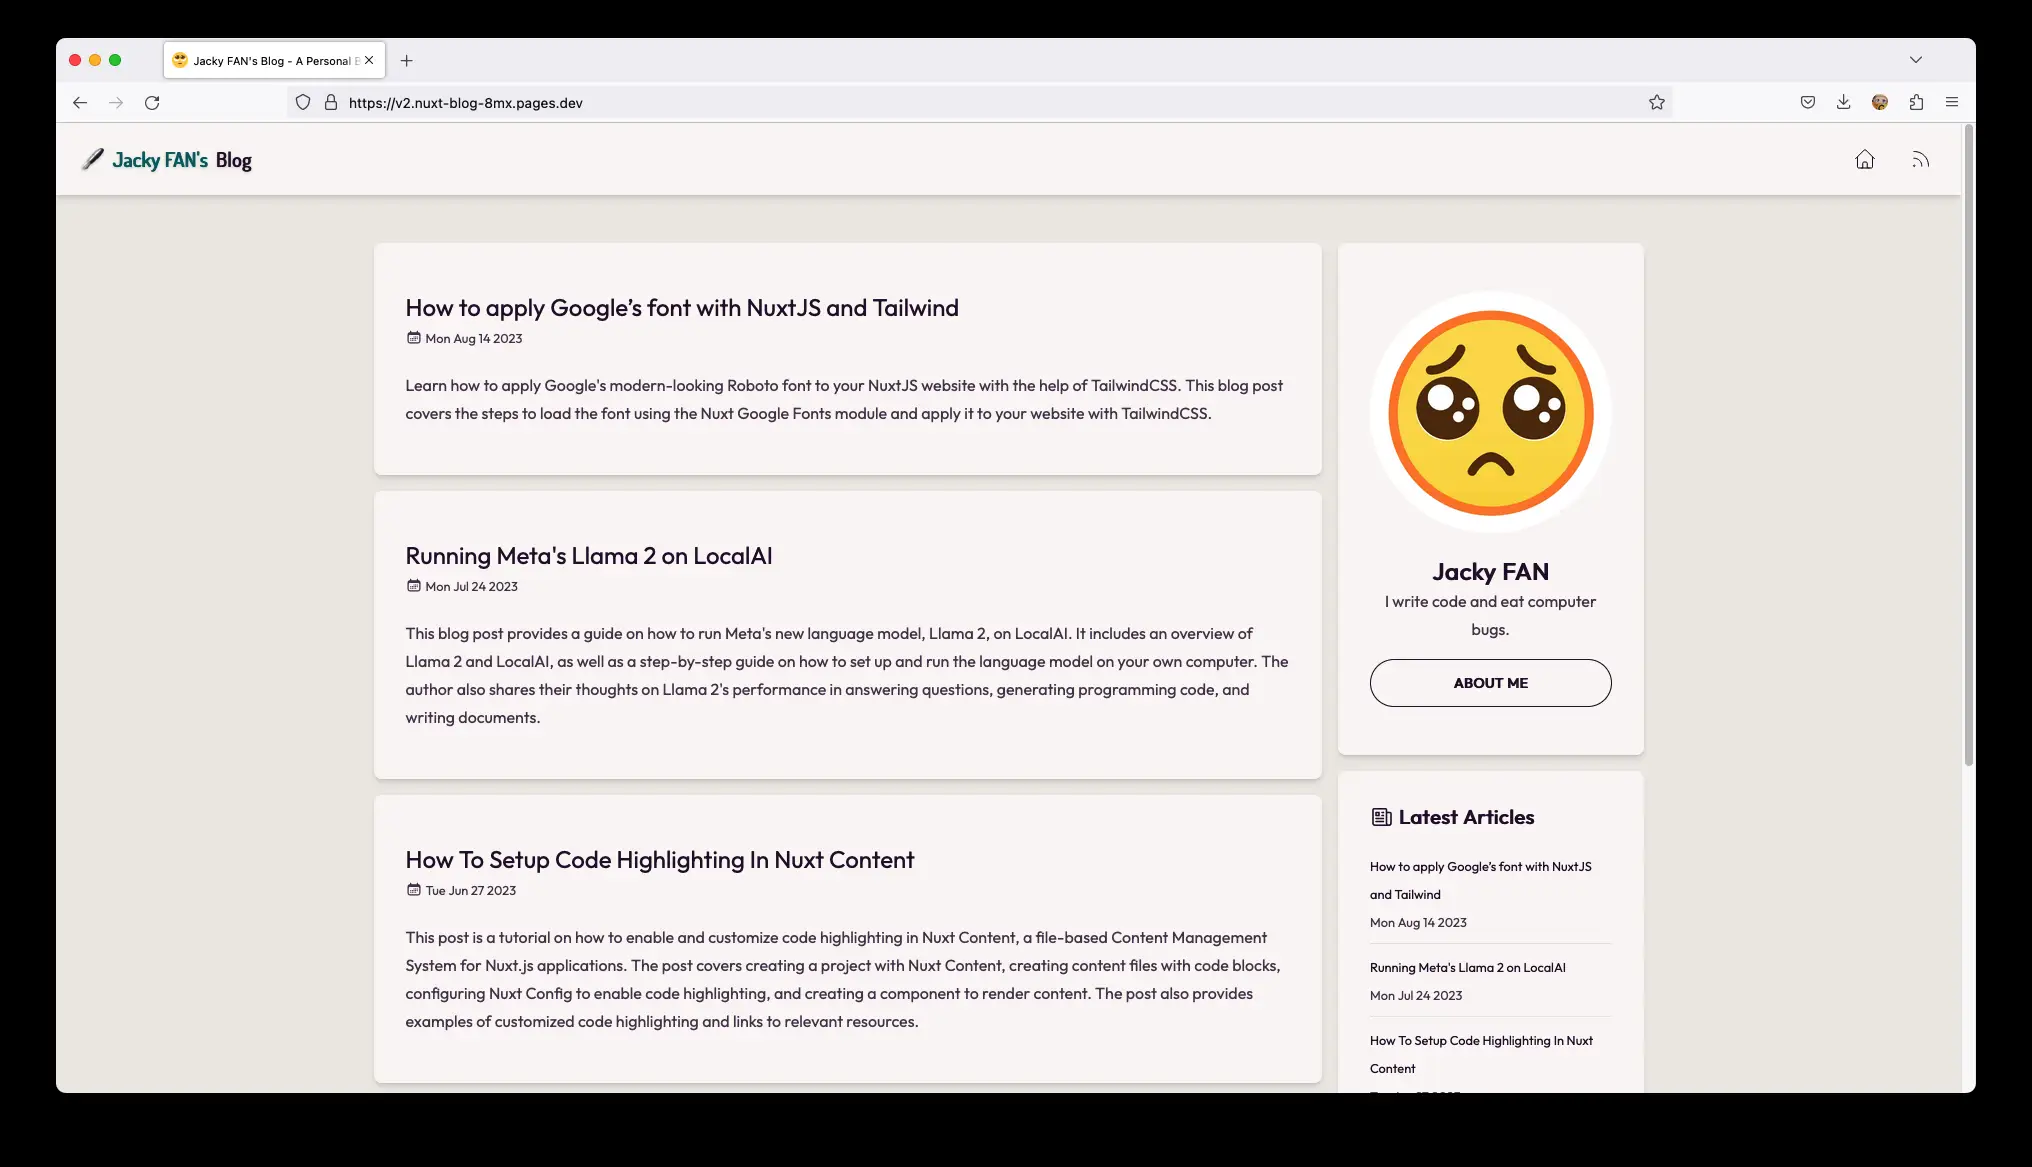 Jacky FAN's Blog - A Personal B
https://v2.nuxt-blog-8mx.pages.dev
Jacky FAN's Blog
How to apply Google’s font with NuxtJS and Tailwind
Mon Aug 14 2023
Learn how to apply Google's modern-looking Roboto font to your NuxtJS website with the help of TailwindCSS. This blog post
covers the steps to load the font using the Nuxt Google Fonts module and apply it to your website with TailwindCSS.
Running Meta's Llama 2 on LocalAI
Mon Jul 24 2023
This blog post provides a guide on how to run Meta's new language model, Llama 2, on LocalAI. It includes an overview of
Llama 2 and LocalAI, as well as a step-by-step guide on how to set up and run the language model on your own computer. The
author also shares their thoughts on Llama 2's performance in answering questions, generating programming code, and
writing documents.
How To Setup Code Highlighting In Nuxt Content
Tue Jun 27 2023
This post is a tutorial on how to enable and customize code highlighting in Nuxt Content, a file-based Content Management
System for Nuxt.js applications. The post covers creating a project with Nuxt Content, creating content files with code blocks,
configuring Nuxt Config to enable code highlighting, and creating a component to render content. The post also provides
examples of customized code highlighting and links to relevant resources.
Jacky FAN
I write code and eat computer
bugs.
ABOUT ME
Latest Articles
How to apply Google’s font with NuxtJS
and Tailwind
Mon Aug 14 2023
Running Meta's Llama 2 on LocalAI
Mon Jul 24 2023
How To Setup Code Highlighting In Nuxt
Content